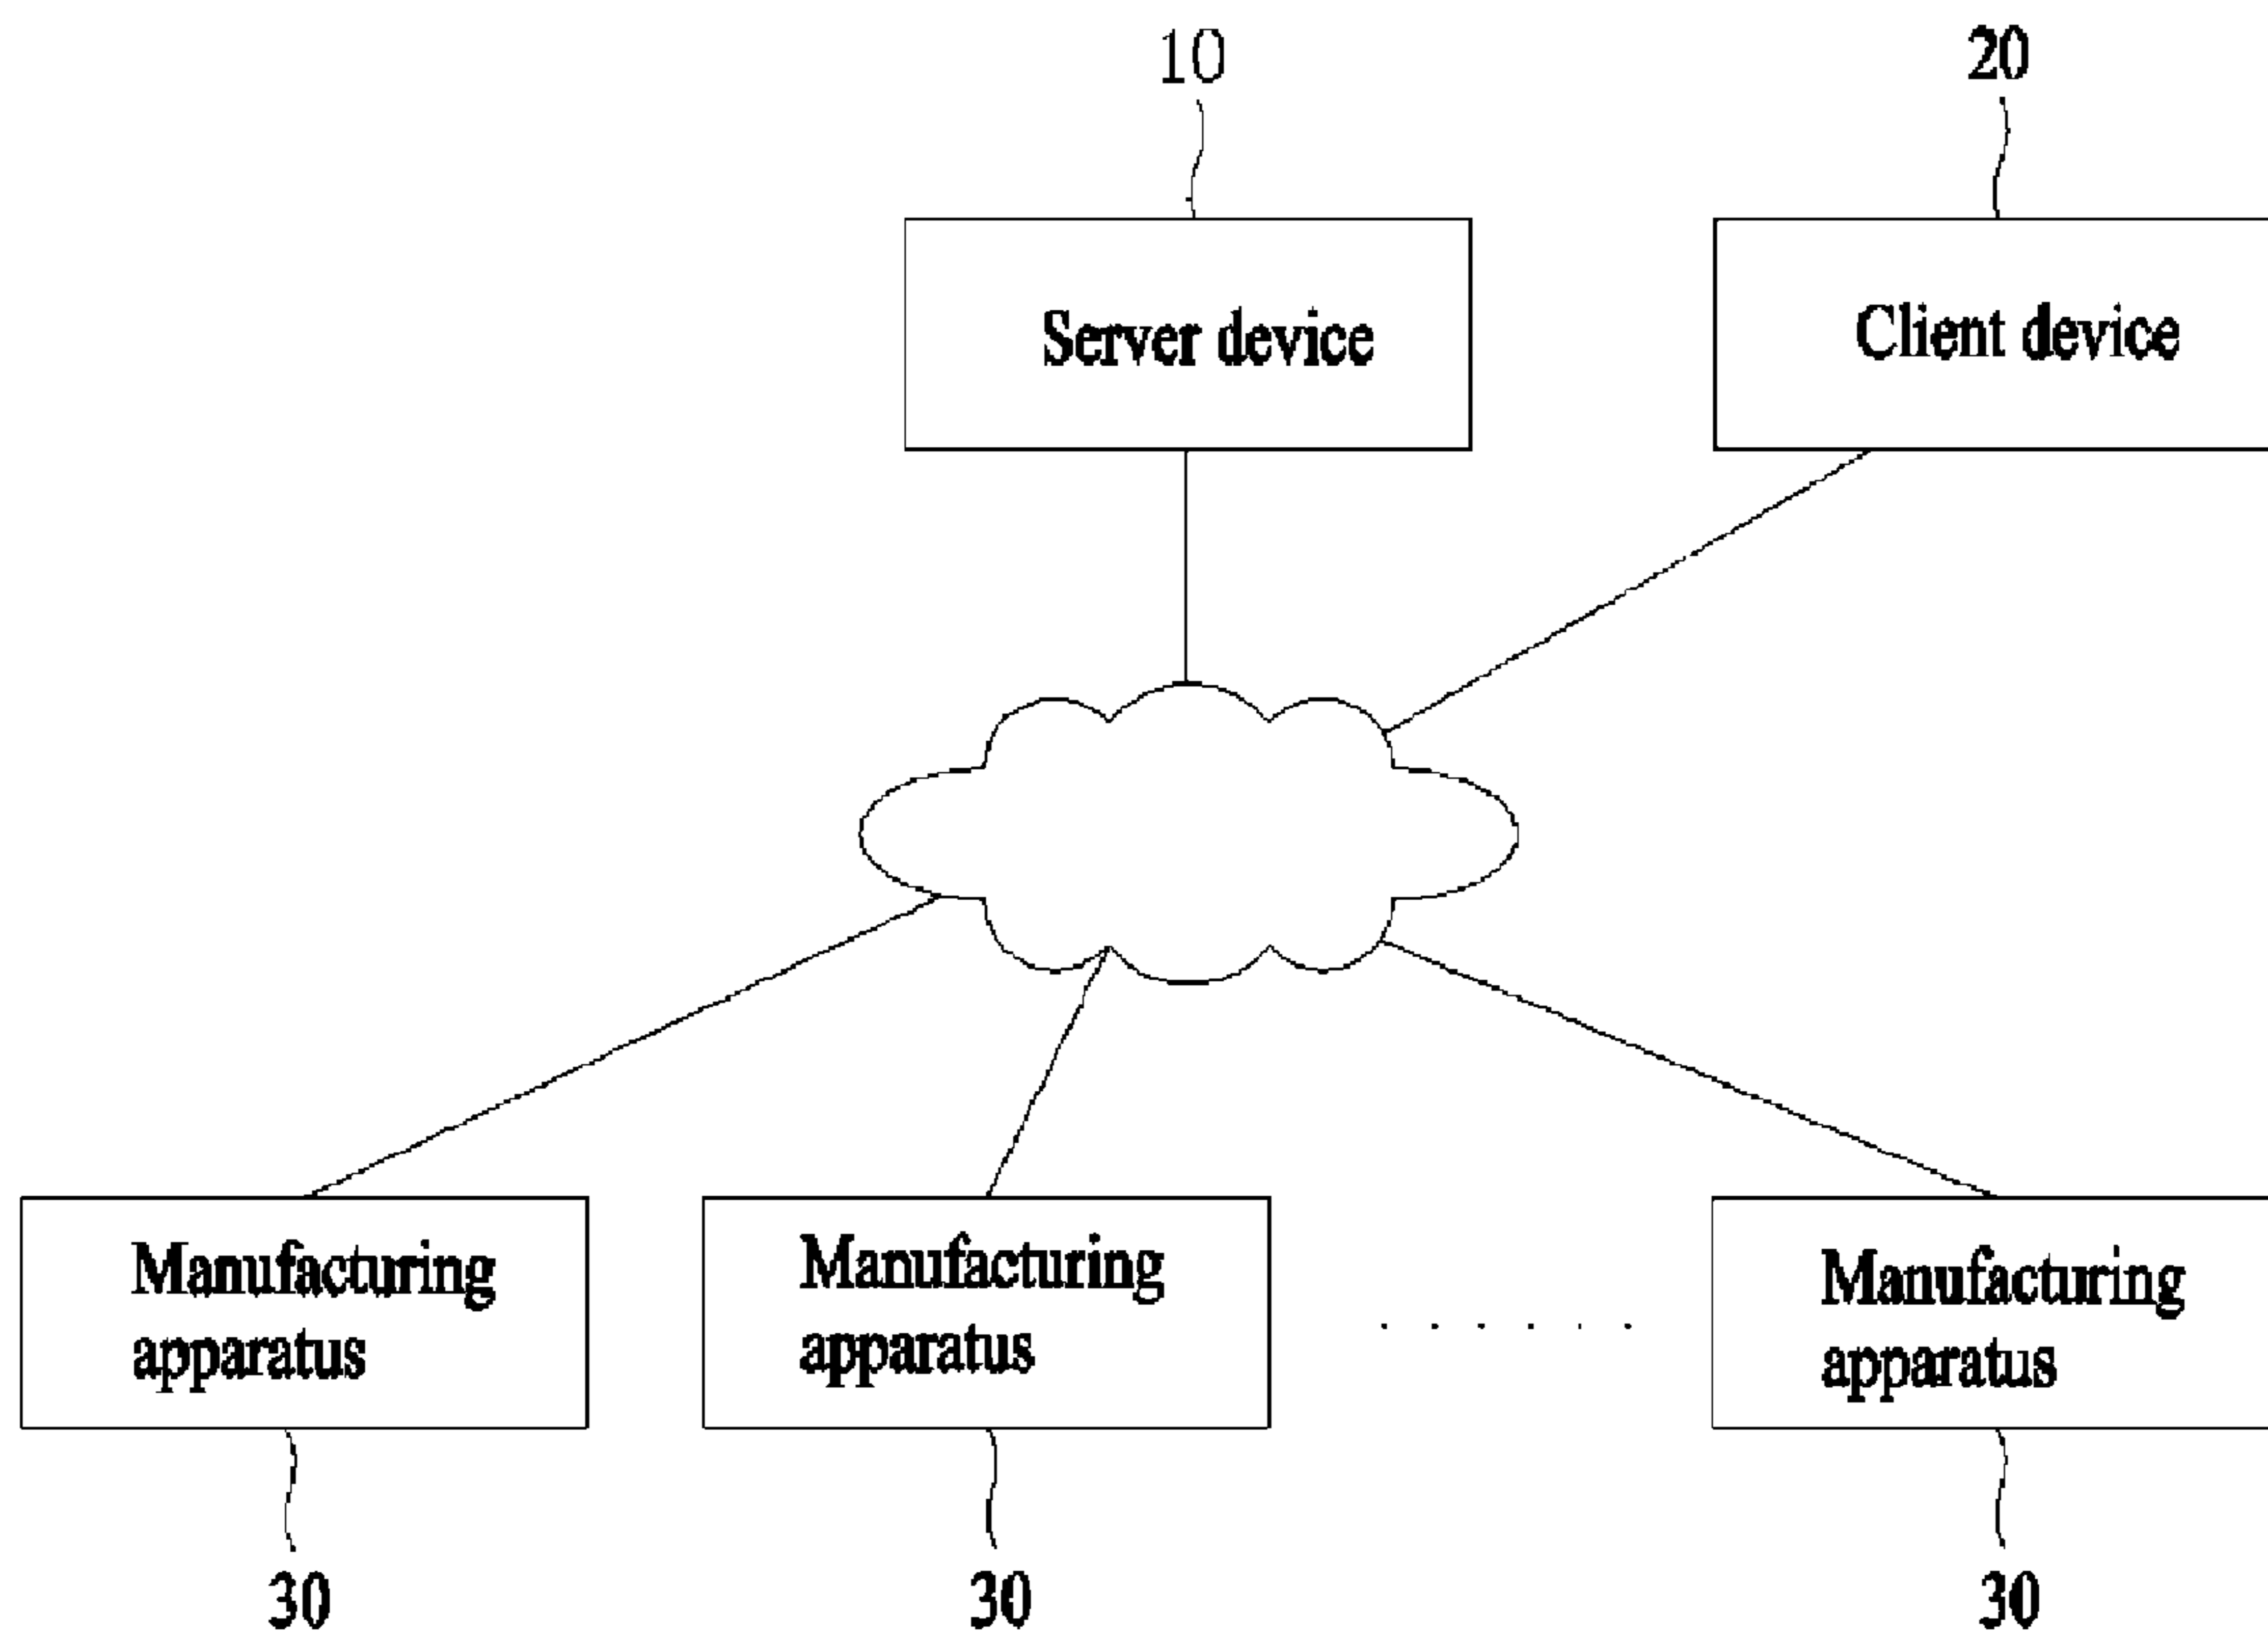 10
20
Server device
Client device
Manufacturing
apparatus
Manufacturing
apparatus
Manufacturing
apparatus
30
30
30